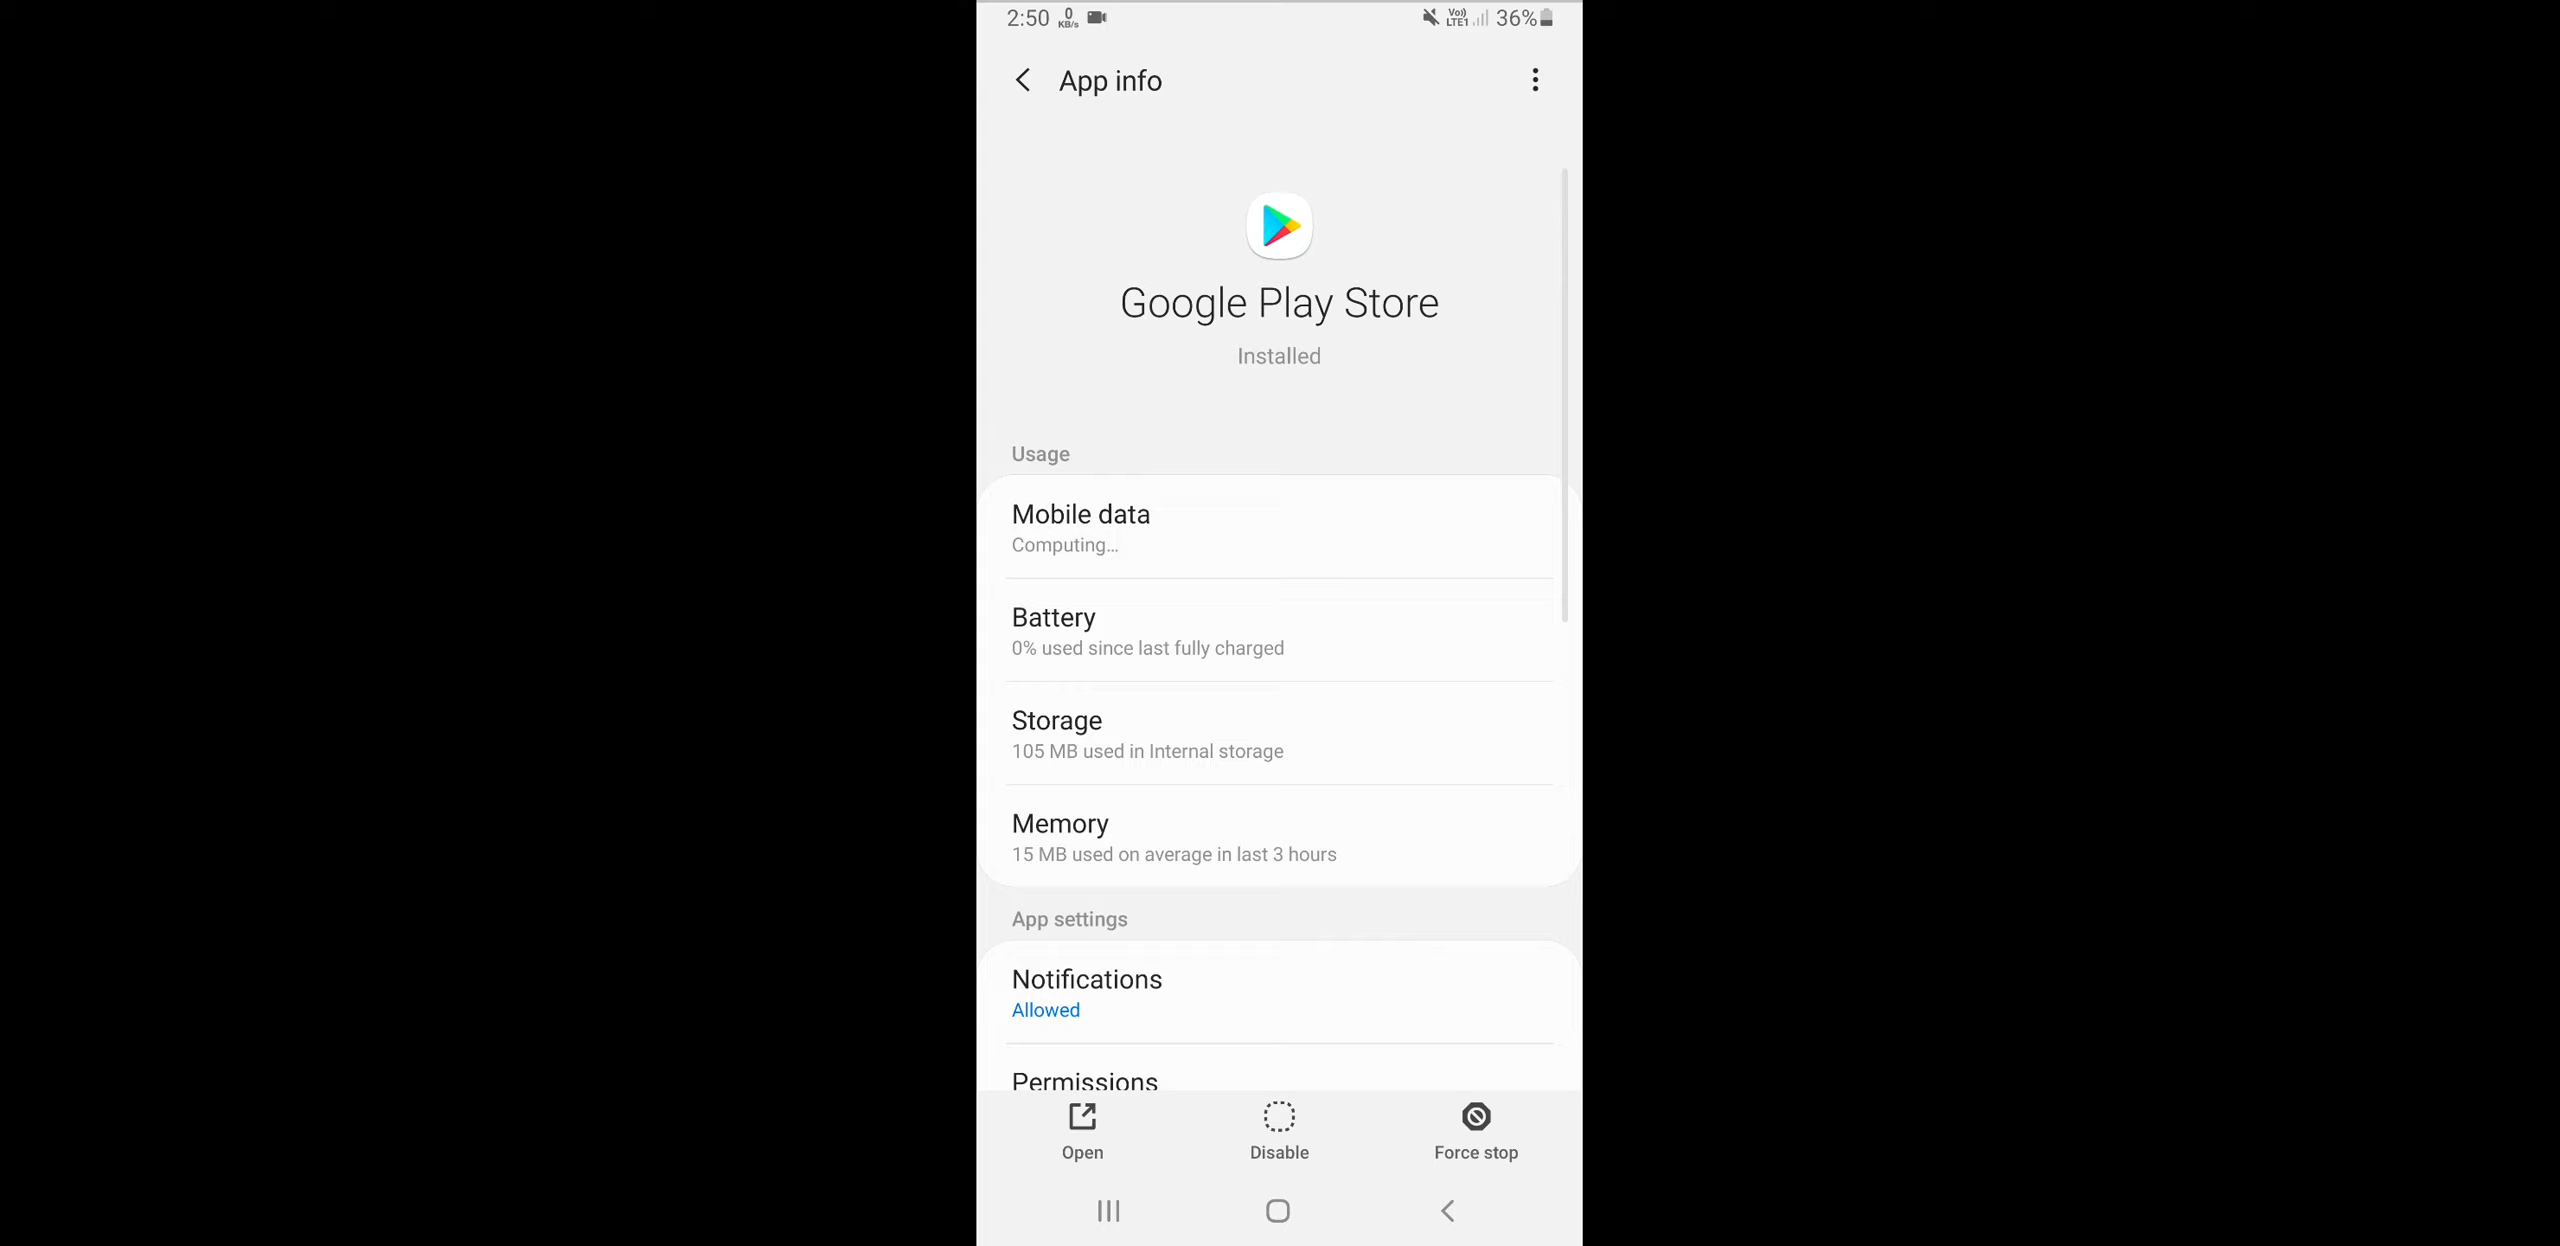 2:50 0 KB/s Vo)) LTE1 36%
App info
Google Play Store
Installed
Usage
Mobile data
Computing...
Battery
0% used since last fully charged
Storage
105 MB used in Internal storage
Memory
15 MB used on average in last 3 hours
App settings
Notifications
Allowed
Permissions
Open Disable Force stop